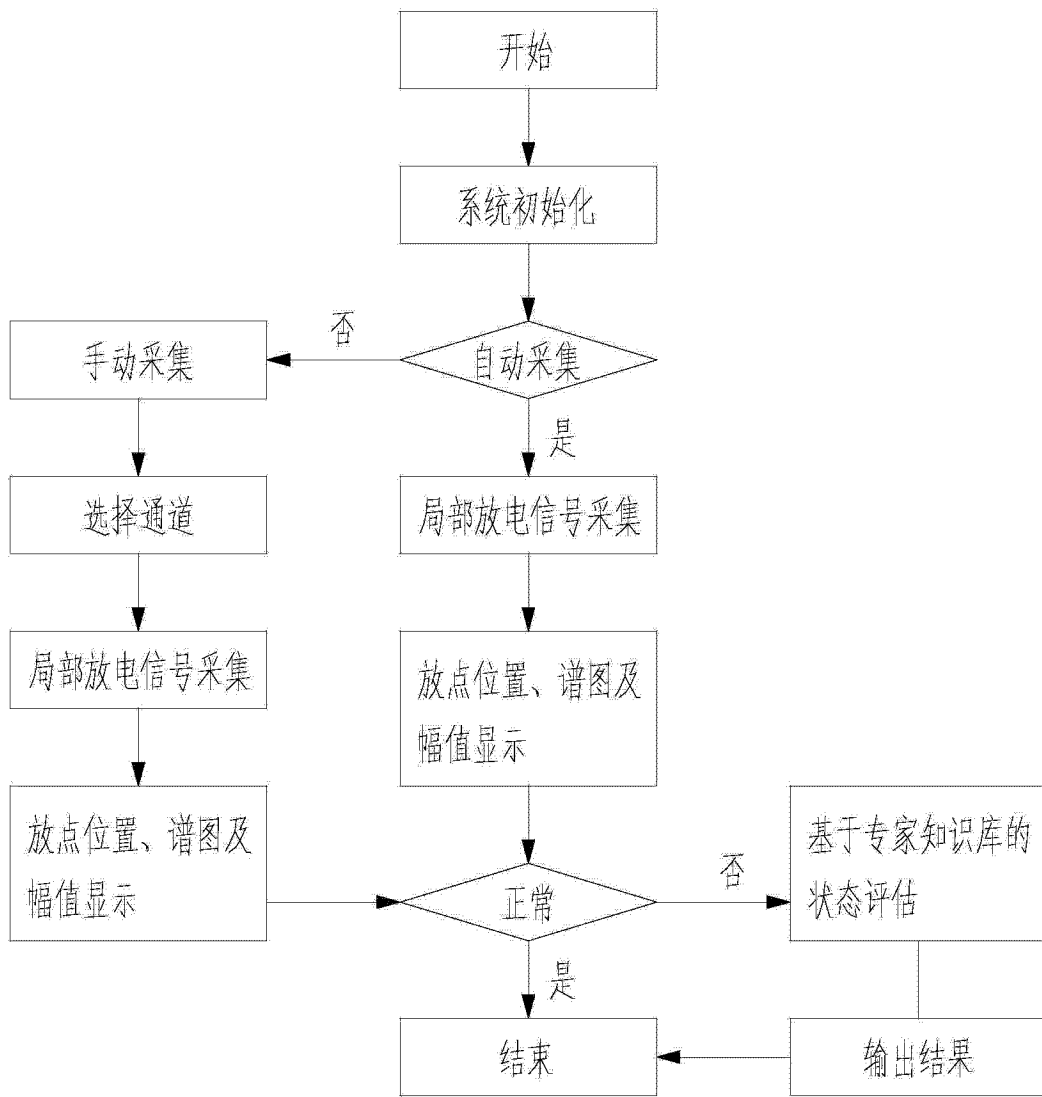 开始
系统初始化
否
手动采集
自动采集
是
选择通道
局部放电信号采集
局部放电信号采集
放点位置、谱图及
幅值显示
放点位置、谱图及
幅值显示
正常
否
基于专家知识库的
状态评估
是
结束
输出结果